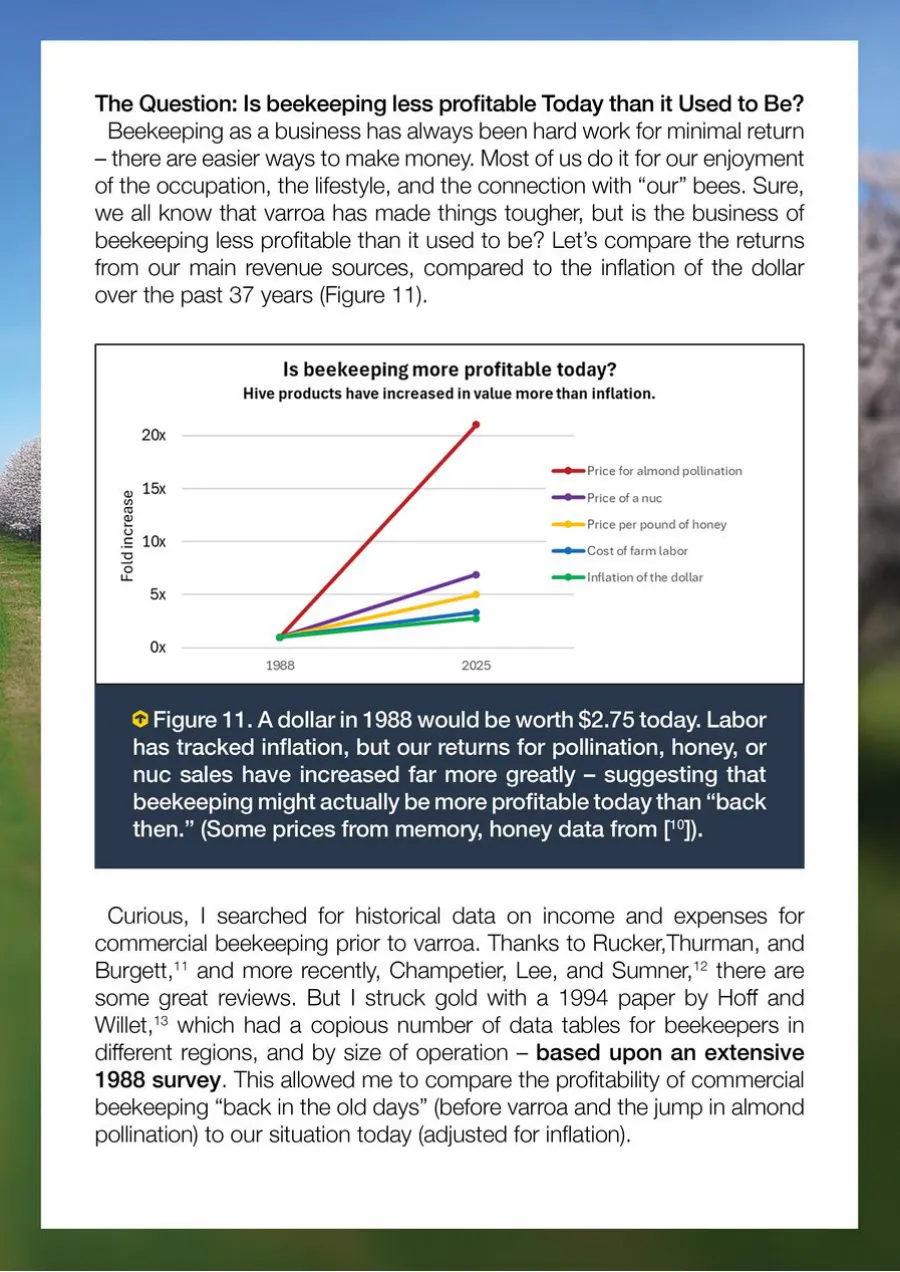 The Question: Is beekeeping less profitable Today than it Used to Be?
Beekeeping as a business has always been hard work for minimal return
– there are easier ways to make money. Most of us do it for our enjoyment
of the occupation, the lifestyle, and the connection with “our” bees. Sure,
we all know that varroa has made things tougher, but is the business of
beekeeping less profitable than it used to be? Let’s compare the returns
from our main revenue sources, compared to the inflation of the dollar
over the past 37 years (Figure 11).
Is beekeeping more profitable today?
Hive products have increased in value more than inflation.
Fold increase
20x
15x
10x
5x
0x
1988
2025
Price for almond pollination
Price of a nuc
Price per pound of honey
Cost of farm labor
Inflation of the dollar
Figure 11. A dollar in 1988 would be worth $2.75 today. Labor
has tracked inflation, but our returns for pollination, honey, or
nuc sales have increased far more greatly – suggesting that
beekeeping might actually be more profitable today than “back
then.” (Some prices from memory, honey data from [¹⁰]).
Curious, I searched for historical data on income and expenses for
commercial beekeeping prior to varroa. Thanks to Rucker,Thurman, and
Burgett,¹¹ and more recently, Champetier, Lee, and Sumner,¹² there are
some great reviews. But I struck gold with a 1994 paper by Hoff and
Willet,¹³ which had a copious number of data tables for beekeepers in
different regions, and by size of operation – based upon an extensive
1988 survey. This allowed me to compare the profitability of commercial
beekeeping “back in the old days” (before varroa and the jump in almond
pollination) to our situation today (adjusted for inflation).